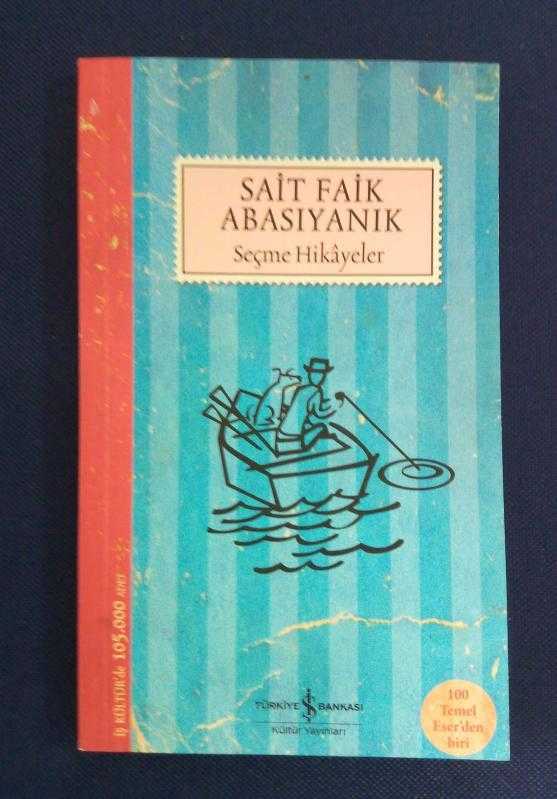 SAİT FAİK
ABASIYANIK
Seçme Hikâyeler
İŞ KÜLTÜR'de 105.000 ADET
TÜRKİYE İŞ BANKASI
Kültür Yayınları
100
Temel
Eser'den
biri